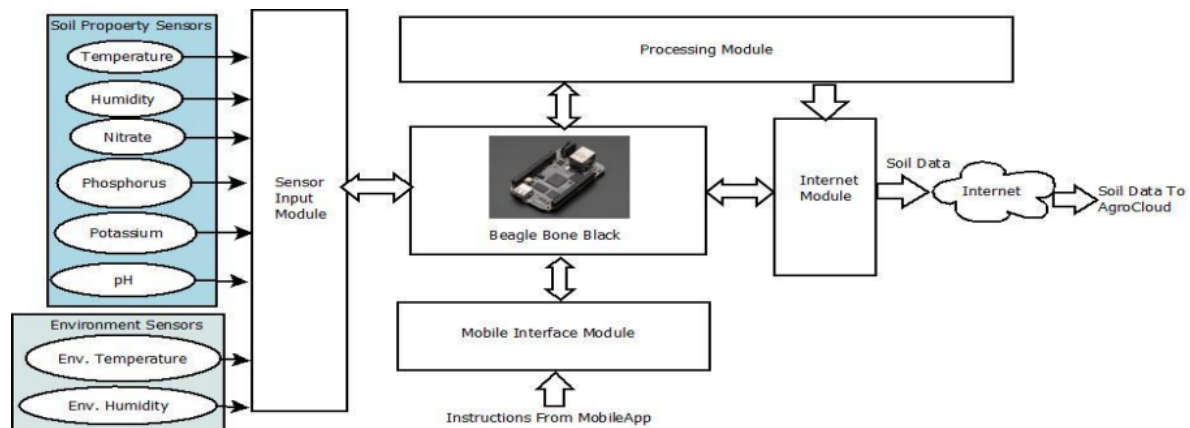 Soil Propoerty Sensors
Temperature
Humidity
Nitrate
Phosphorus
Potassium
pH
Environment Sensors
Env. Temperature
Env. Humidity
Sensor
Input
Module
Processing Module
Beagle Bone Black
Mobile Interface Module
Instructions From MobileApp
Internet
Module
Soil Data
Internet
Soil Data To
AgroCloud